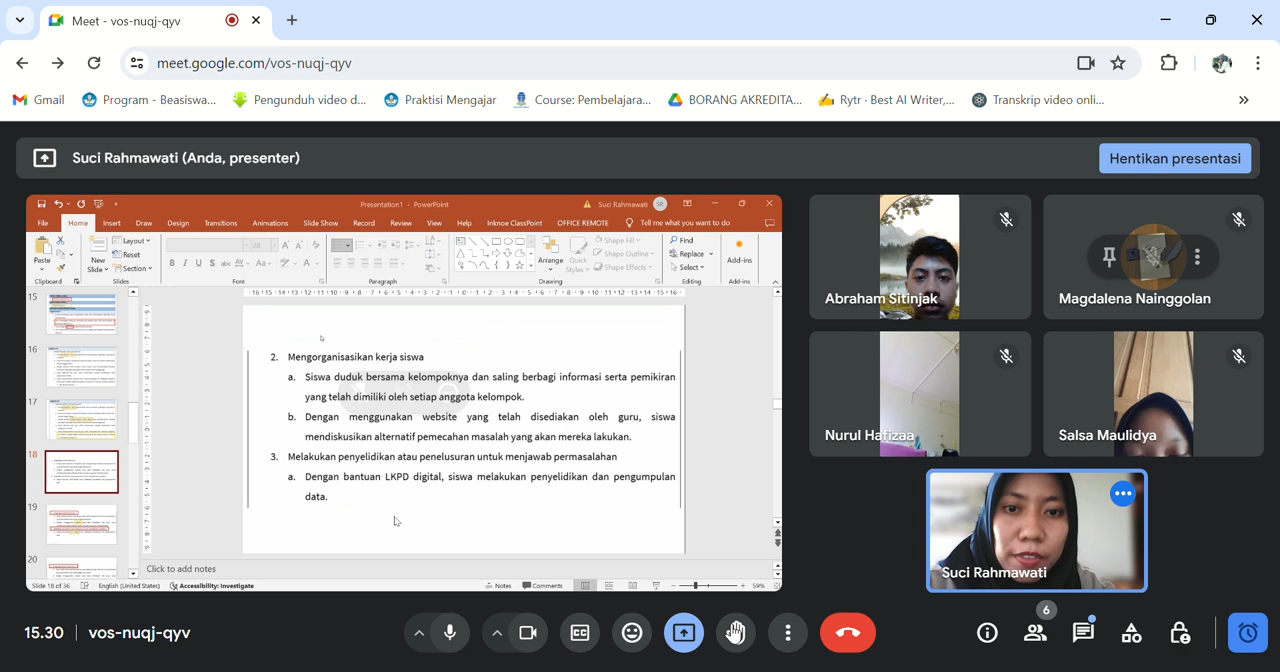 Meet - vos-nuqj-qyv
meet.google.com/vos-nuqj-qyv
Gmail
Program - Beasiswa...
Pengunduh video d...
Praktisi Mengajar
Course: Pembelajara...
BORANG AKREDITA...
Rytr - Best AI Writer,...
Transkrip video onli...
Suci Rahmawati (Anda, presenter)
Hentikan presentasi
Presentation1 - PowerPoint
Suci Rahmawati
SR
File Home Insert Draw Design Transitions Animations Slide Show Record Review View Help Inknoe ClassPoint OFFICE REMOTE Tell me what you want to do
Paste
New Slide
Layout
Reset
Section
28
Arrange
Quick Styles
Shape Fill
Shape Outline
Shape Effects
Find
Replace
Select
Add-ins
Clipboard Slides Font Paragraph Drawing Editing Add-ins
15
16
17
18
19
20
2. Mengorganisasikan kerja siswa
a. Siswa duduk bersama kelompoknya dan saling berbagi informasi serta pemikiran
yang telah dimiliki oleh setiap anggota kelompok.
b. Dengan menggunakan website yang telah disediakan oleh guru, siswa
mendiskusikan alternatif pemecahan masalah yang akan mereka lakukan.
3. Melakukan penyelidikan atau penelusuran untuk menjawab permasalahan
a. Dengan bantuan LKPD digital, siswa melakukan penyelidikan dan pengumpulan
data.
Click to add notes
Slide 18 of 36 English (United States) Accessibility: Investigate Notes Comments 59%
Abraham Sitinjak
Magdalena Nainggolan
Nurul Hafizaa
Salsa Maulidya
Suci Rahmawati
15.30 vos-nuqj-qyv
6